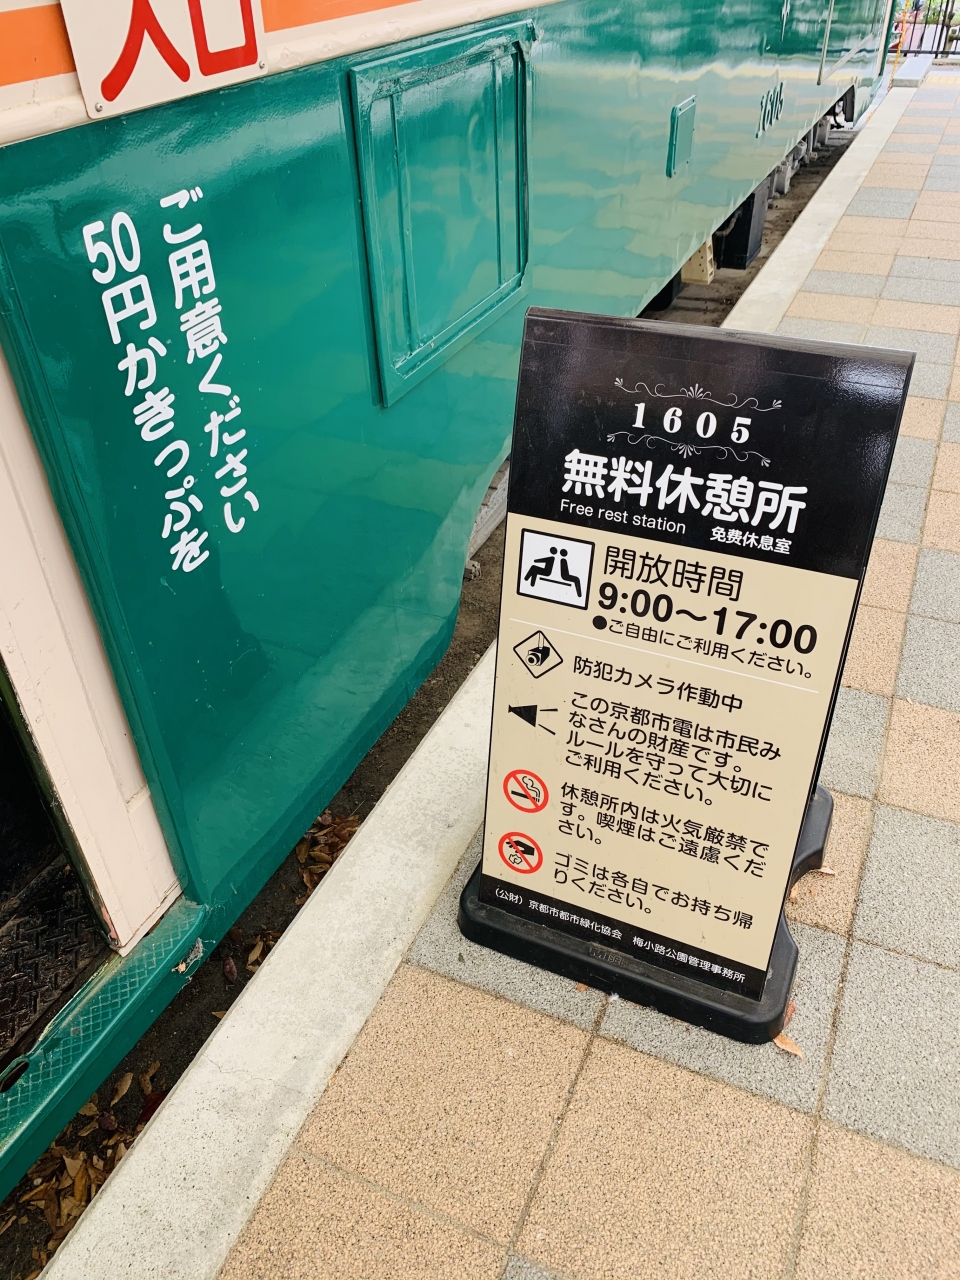 入口
ご用意ください
50円かきっぷを
1605
1605
無料休憩所
Free rest station
免费休息室
開放時間
9:00～17:00
●ご自由にご利用ください。
防犯カメラ作動中
この京都市電は市民み
なさんの財産です。
ルールを守って大切に
ご利用ください。
休憩所内は火気厳禁で
す。喫煙はご遠慮くだ
さい。
ゴミは各自でお持ち帰
りください。
（公財）京都市都市緑化協会　梅小路公園管理事務所